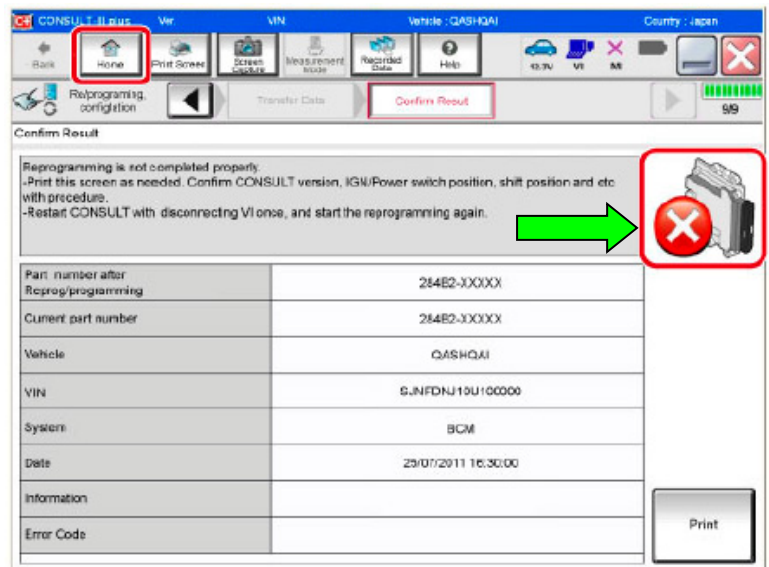 CONSULT-III plus Ver. VIN: Vehicle : QASHQAI Country : Japan
Back Home Print Screen Screen Capture Measurement Mode Recorded Data Help 12.3V VI MI
Re/programing, configlation Transfer Data Confirm Result 9/9
Confirm Result
Reprogramming is not completed properly.
-Print this screen as needed. Confirm CONSULT version, IGN/Power switch position, shift position and etc
with procedure.
-Restart CONSULT with disconnecting VI once, and start the reprogramming again.
Part number after
Reprog/programming
284B2-XXXXX
Current part number 284B2-XXXXX
Vehicle QASHQAI
VIN SJNFDNJ10U100000
System BCM
Date 25/07/2011 16:30:00
Information
Error Code
Print